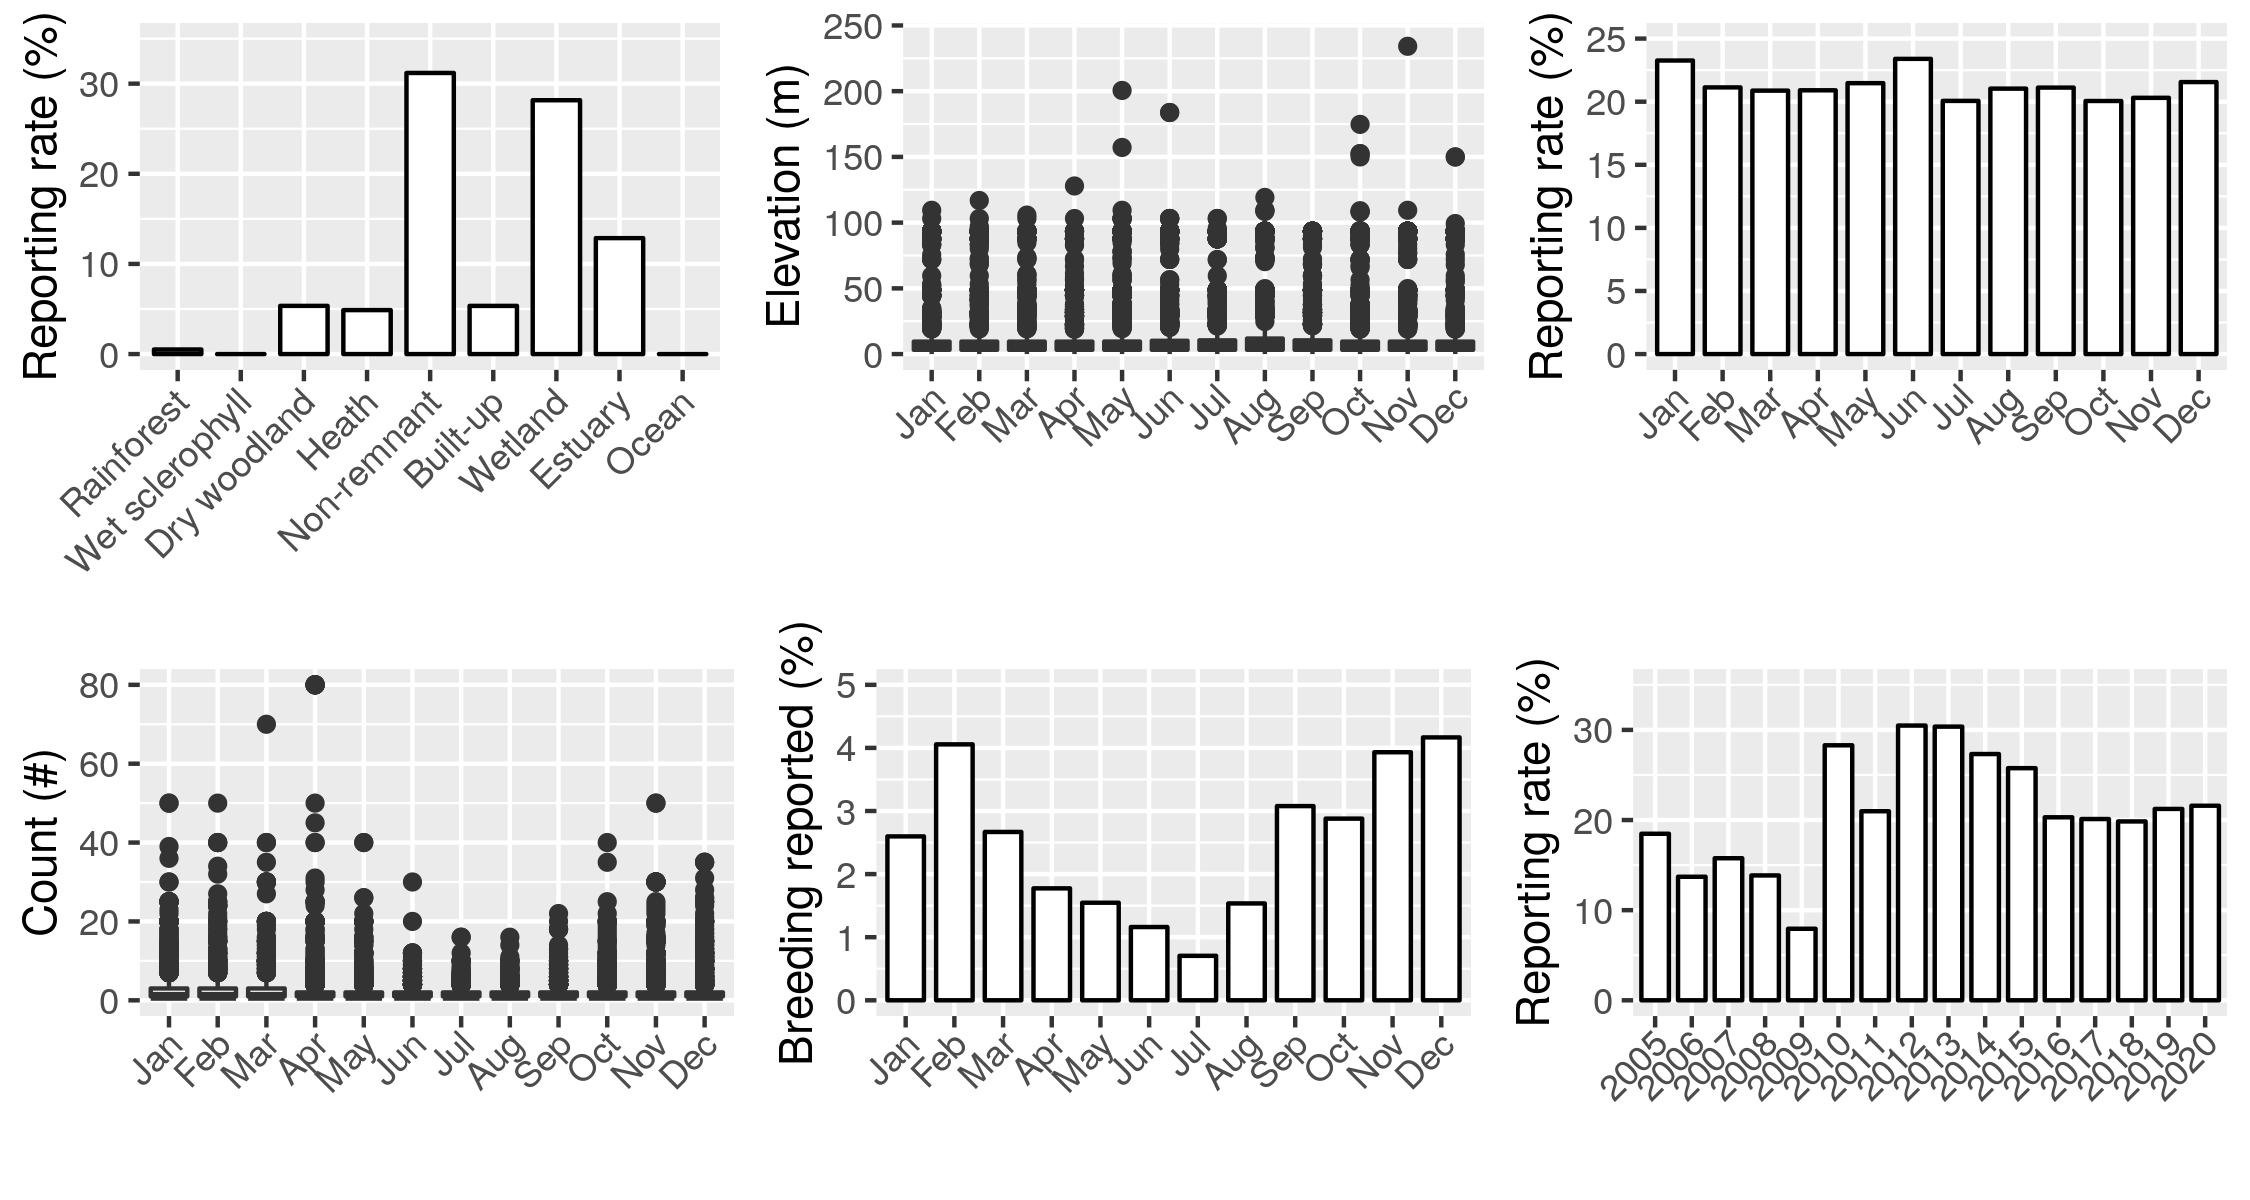 Reporting rate (%)
30
20
10
0
Rainforest
Wet sclerophyll
Dry woodland
Heath
Non-remnant
Built-up
Wetland
Estuary
Ocean
Elevation (m)
250
200
150
100
50
0
Jan
Feb
Mar
Apr
May
Jun
Jul
Aug
Sep
Oct
Nov
Dec
Reporting rate (%)
25
20
15
10
5
0
Jan
Feb
Mar
Apr
May
Jun
Jul
Aug
Sep
Oct
Nov
Dec
Count (#)
80
60
40
20
0
Jan
Feb
Mar
Apr
May
Jun
Jul
Aug
Sep
Oct
Nov
Dec
Breeding reported (%)
5
4
3
2
1
0
Jan
Feb
Mar
Apr
May
Jun
Jul
Aug
Sep
Oct
Nov
Dec
Reporting rate (%)
30
20
10
0
2005
2006
2007
2008
2009
2010
2011
2012
2013
2014
2015
2016
2017
2018
2019
2020